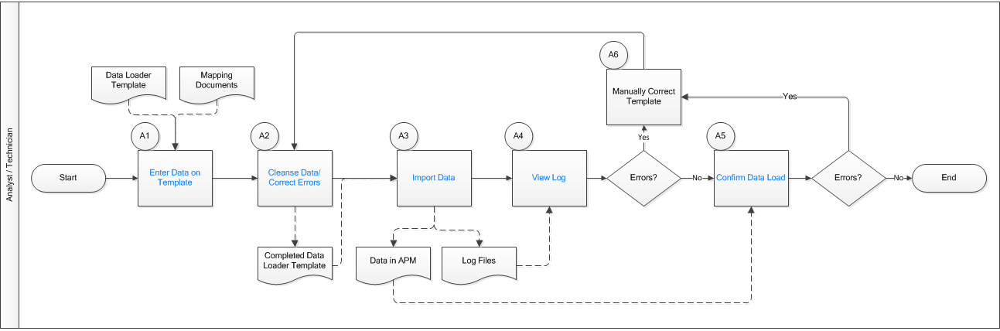 Analyst / Technician
Data Loader
Template
Mapping
Documents
A1
A2
A3
A4
A6
A5
Start
Enter Data on
Template
Cleanse Data/
Correct Errors
Import Data
View Log
Errors?
Yes
Manually Correct
Template
No
Confirm Data Load
Errors?
Yes
No
End
Completed Data
Loader Template
Data in APM
Log Files